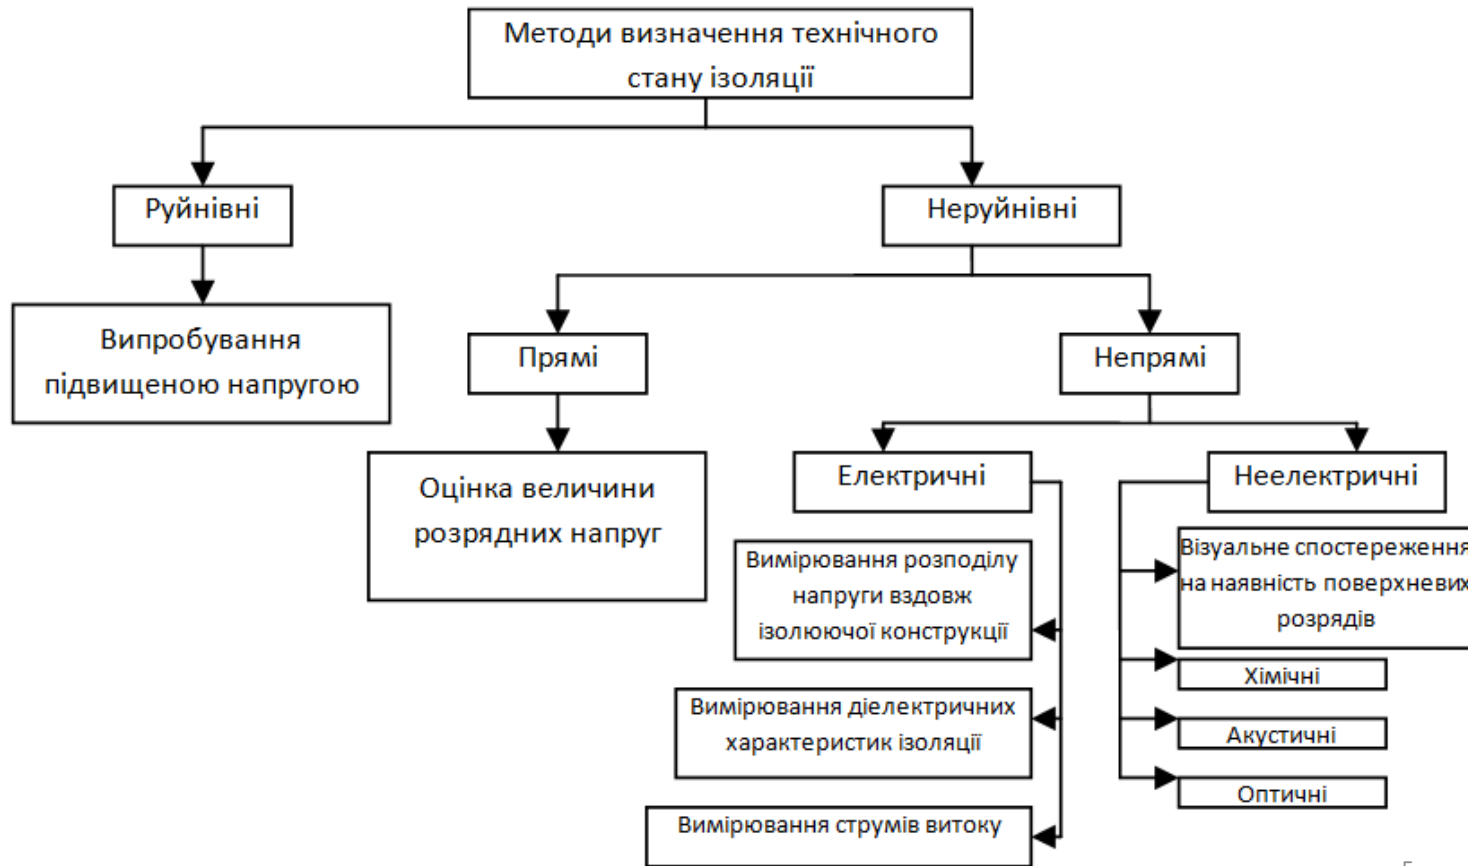 Методи визначення технічного
стану ізоляції
Руйнівні
Неруйнівні
Випробування
підвищеною напругою
Прямі
Непрямі
Оцінка величини
розрядних напруг
Електричні
Неелектричні
Вимірювання розподілу
напруги вздовж
ізолюючої конструкції
Візуальне спостереження
на наявність поверхневих
розрядів
Хімічні
Вимірювання діелектричних
характеристик ізоляції
Акустичні
Оптичні
Вимірювання струмів витоку